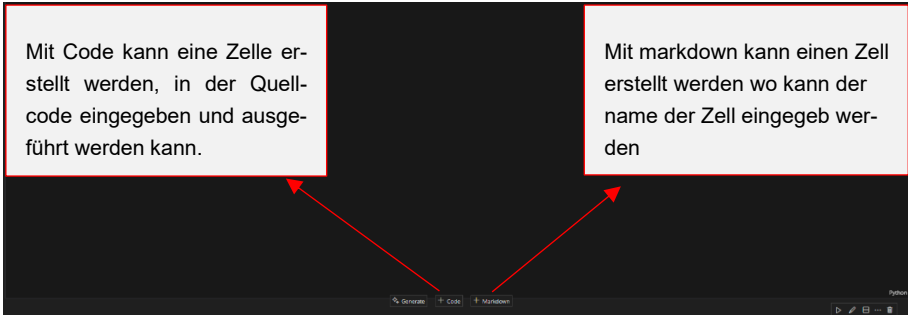 Mit Code kann eine Zelle er-
stellt werden, in der Quell-
code eingegeben und ausge-
führt werden kann.
Mit markdown kann einen Zell
erstellt werden wo kann der
name der Zell eingegeb wer-
den
Python
Generate + Code + Markdown